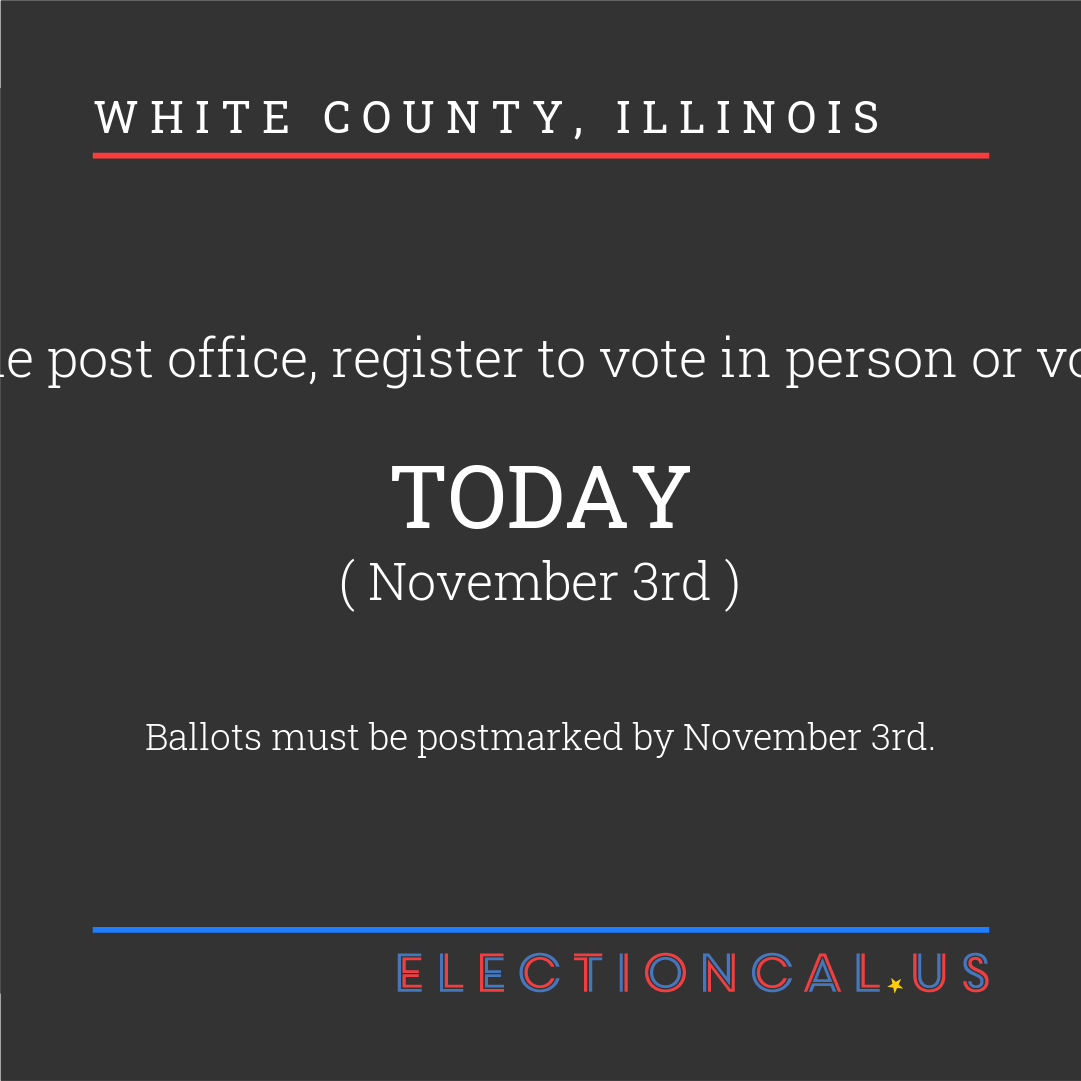 WHITE COUNTY, ILLINOIS
post office, register to vote in person or
TODAY
( November 3rd )
Ballots must be postmarked by November 3rd.
ELECTIONCAL.US